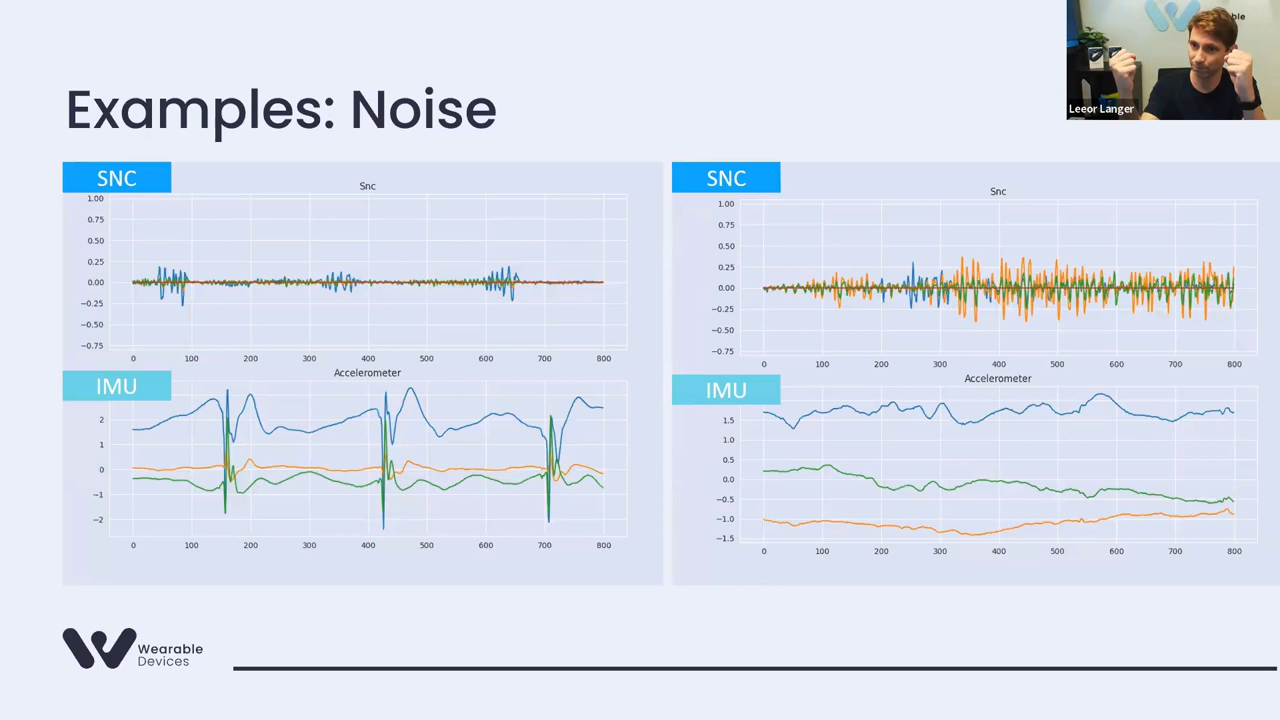 ble
Leeor Langer
Examples: Noise
SNC
Snc
1.00
0.75
0.50
0.25
0.00
−0.25
−0.50
−0.75
0 100 200 300 400 500 600 700 800
IMU
Accelerometer
2
1
0
−1
−2
0 100 200 300 400 500 600 700 800
SNC
Snc
1.00
0.75
0.50
0.25
0.00
−0.25
−0.50
−0.75
0 100 200 300 400 500 600 700 800
IMU
Accelerometer
1.5
1.0
0.5
0.0
−0.5
−1.0
−1.5
0 100 200 300 400 500 600 700 800
Wearable
Devices